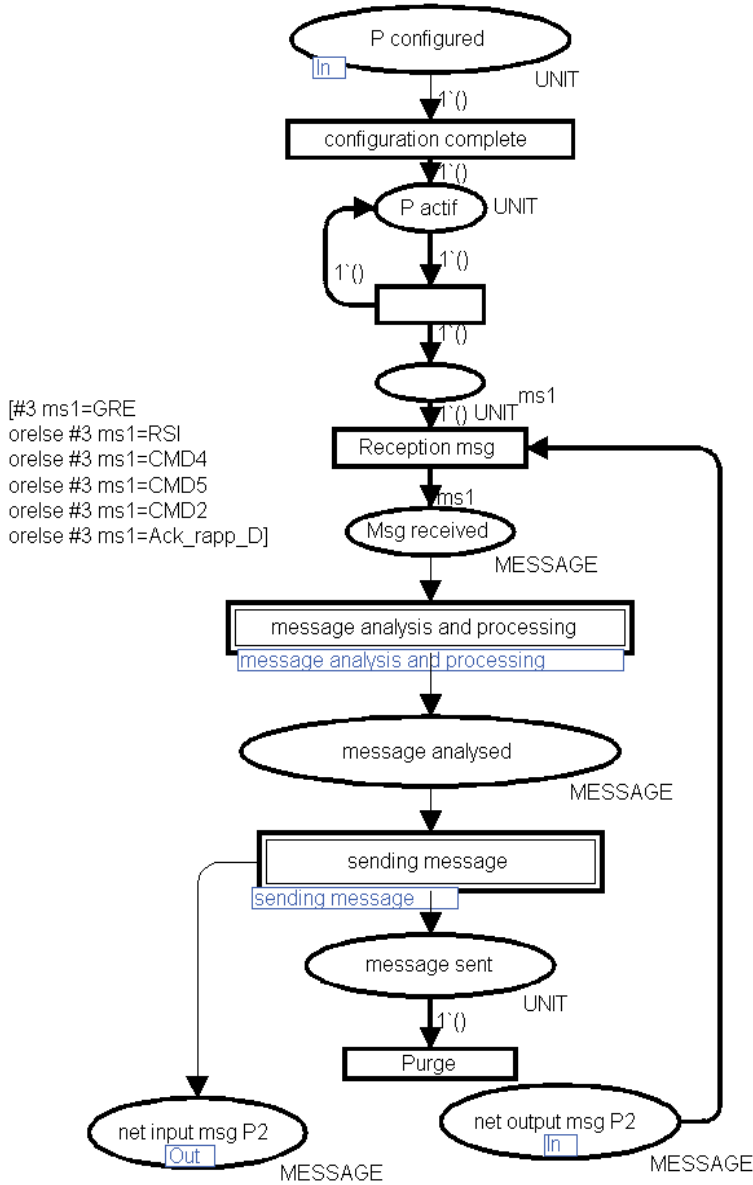 P configured
In
UNIT
1`()
configuration complete
1`()
P actif
UNIT
1`()
1`()
1`()
ms1
1`()
UNIT
[#3 ms1=GRE
orelse #3 ms1=RSI
orelse #3 ms1=CMD4
orelse #3 ms1=CMD5
orelse #3 ms1=CMD2
orelse #3 ms1=Ack_rapp_D]
Reception msg
ms1
Msg received
MESSAGE
message analysis and processing
message analysis and processing
message analysed
MESSAGE
sending message
sending message
message sent
UNIT
1`()
Purge
net input msg P2
Out
MESSAGE
net output msg P2
In
MESSAGE